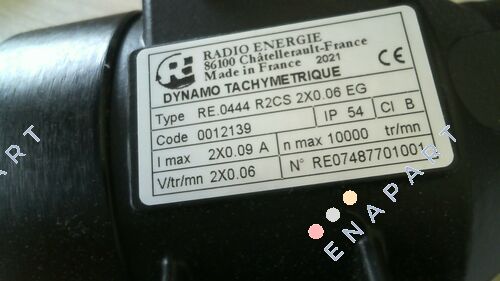 RADIO ENERGIE
86100 Châtellerault-France
Made in France 2021
DYNAMO TACHYMETRIQUE
Type RE.0444 R2CS 2X0.06 EG
Code 0012139 IP 54 Cl B
I max 2X0.09 A n max 10000 tr/mn
V/tr/mn 2X0.06 N° RE07487701001
CE
RE
ENAPART
ENAPART
PART